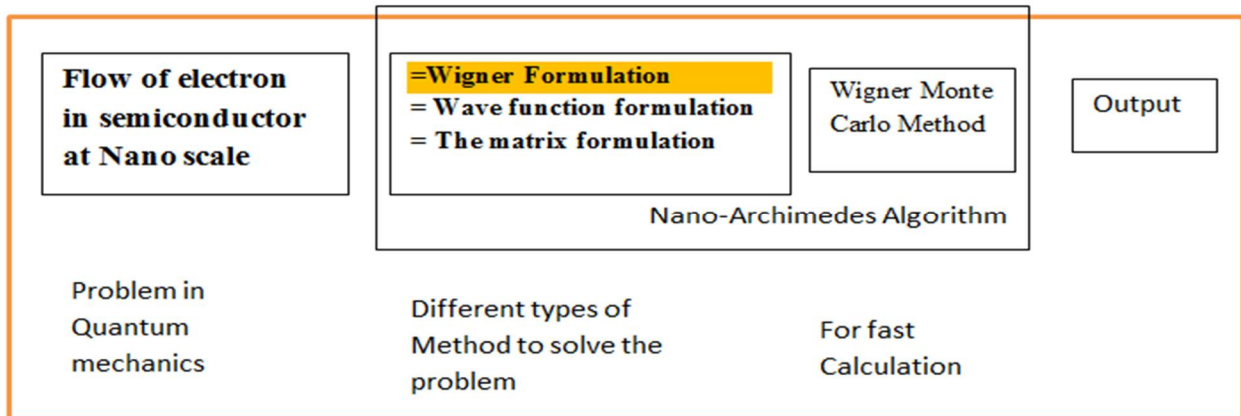 Flow of electron
in semiconductor
at Nano scale
=Wigner Formulation
= Wave function formulation
= The matrix formulation
Wigner Monte
Carlo Method
Output
Nano-Archimedes Algorithm
Problem in
Quantum
mechanics
Different types of
Method to solve the
problem
For fast
Calculation